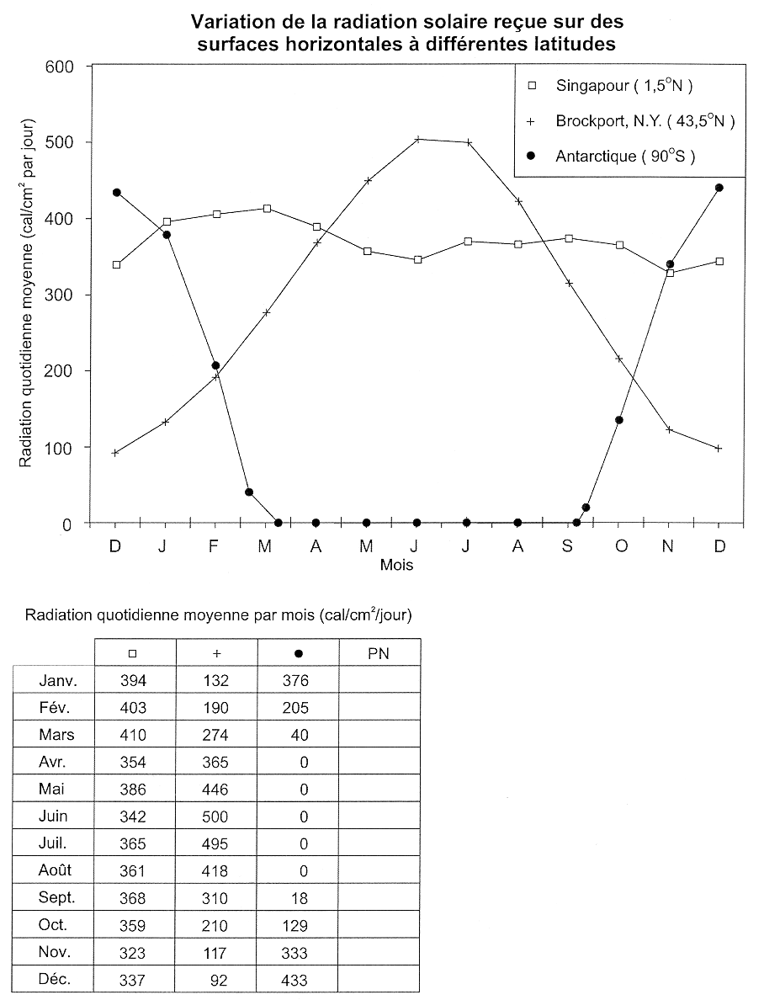 Variation de la radiation solaire reçue sur des
surfaces horizontales à différentes latitudes
Radiation quotidienne moyenne (cal/cm² par jour)
600
500
400
300
200
100
0
□ Singapour ( 1,5°N )
+ Brockport, N.Y. ( 43,5°N )
● Antarctique ( 90°S )
D J F M A M J J A S O N D
Mois
Radiation quotidienne moyenne par mois (cal/cm²/jour)
□ + ● PN
Janv. 394 132 376
Fév. 403 190 205
Mars 410 274 40
Avr. 354 365 0
Mai 386 446 0
Juin 342 500 0
Juil. 365 495 0
Août 361 418 0
Sept. 368 310 18
Oct. 359 210 129
Nov. 323 117 333
Déc. 337 92 433